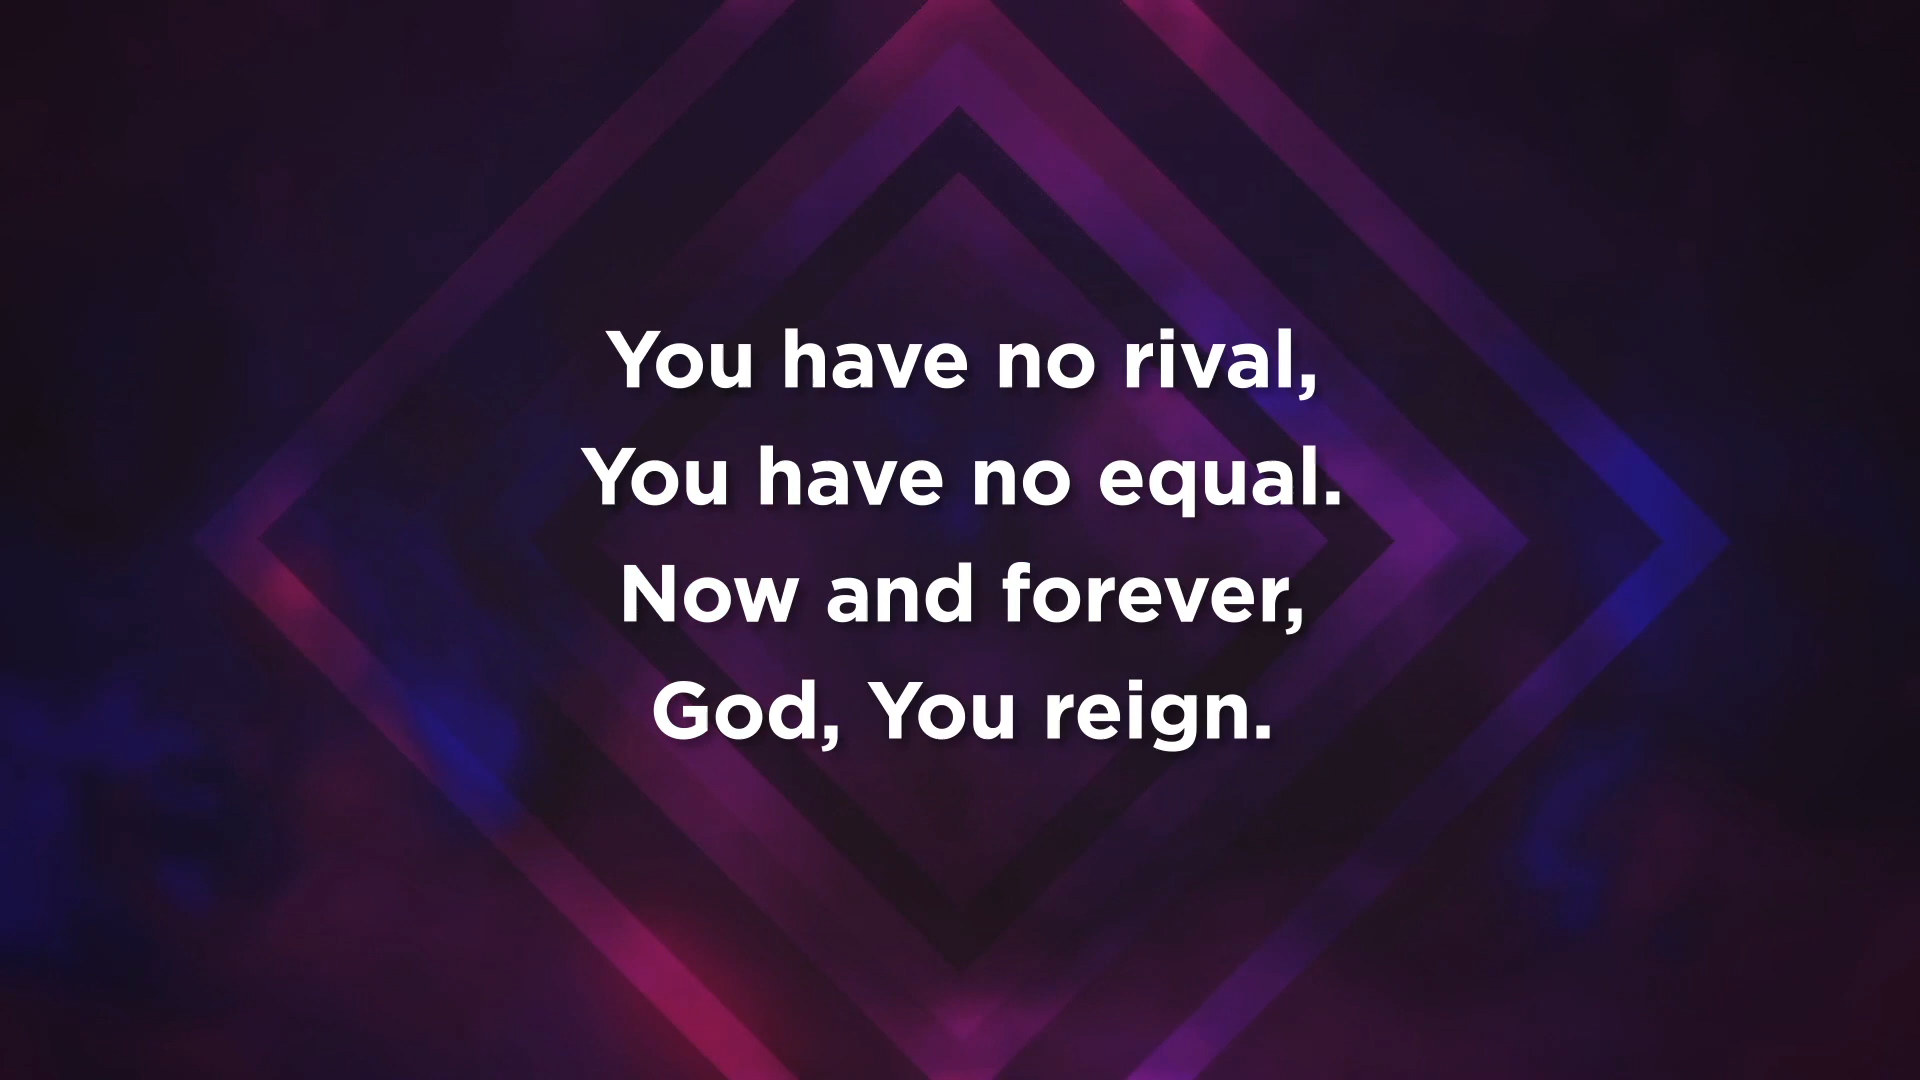 You have no rival,
You have no equal.
Now and forever,
God, You reign.